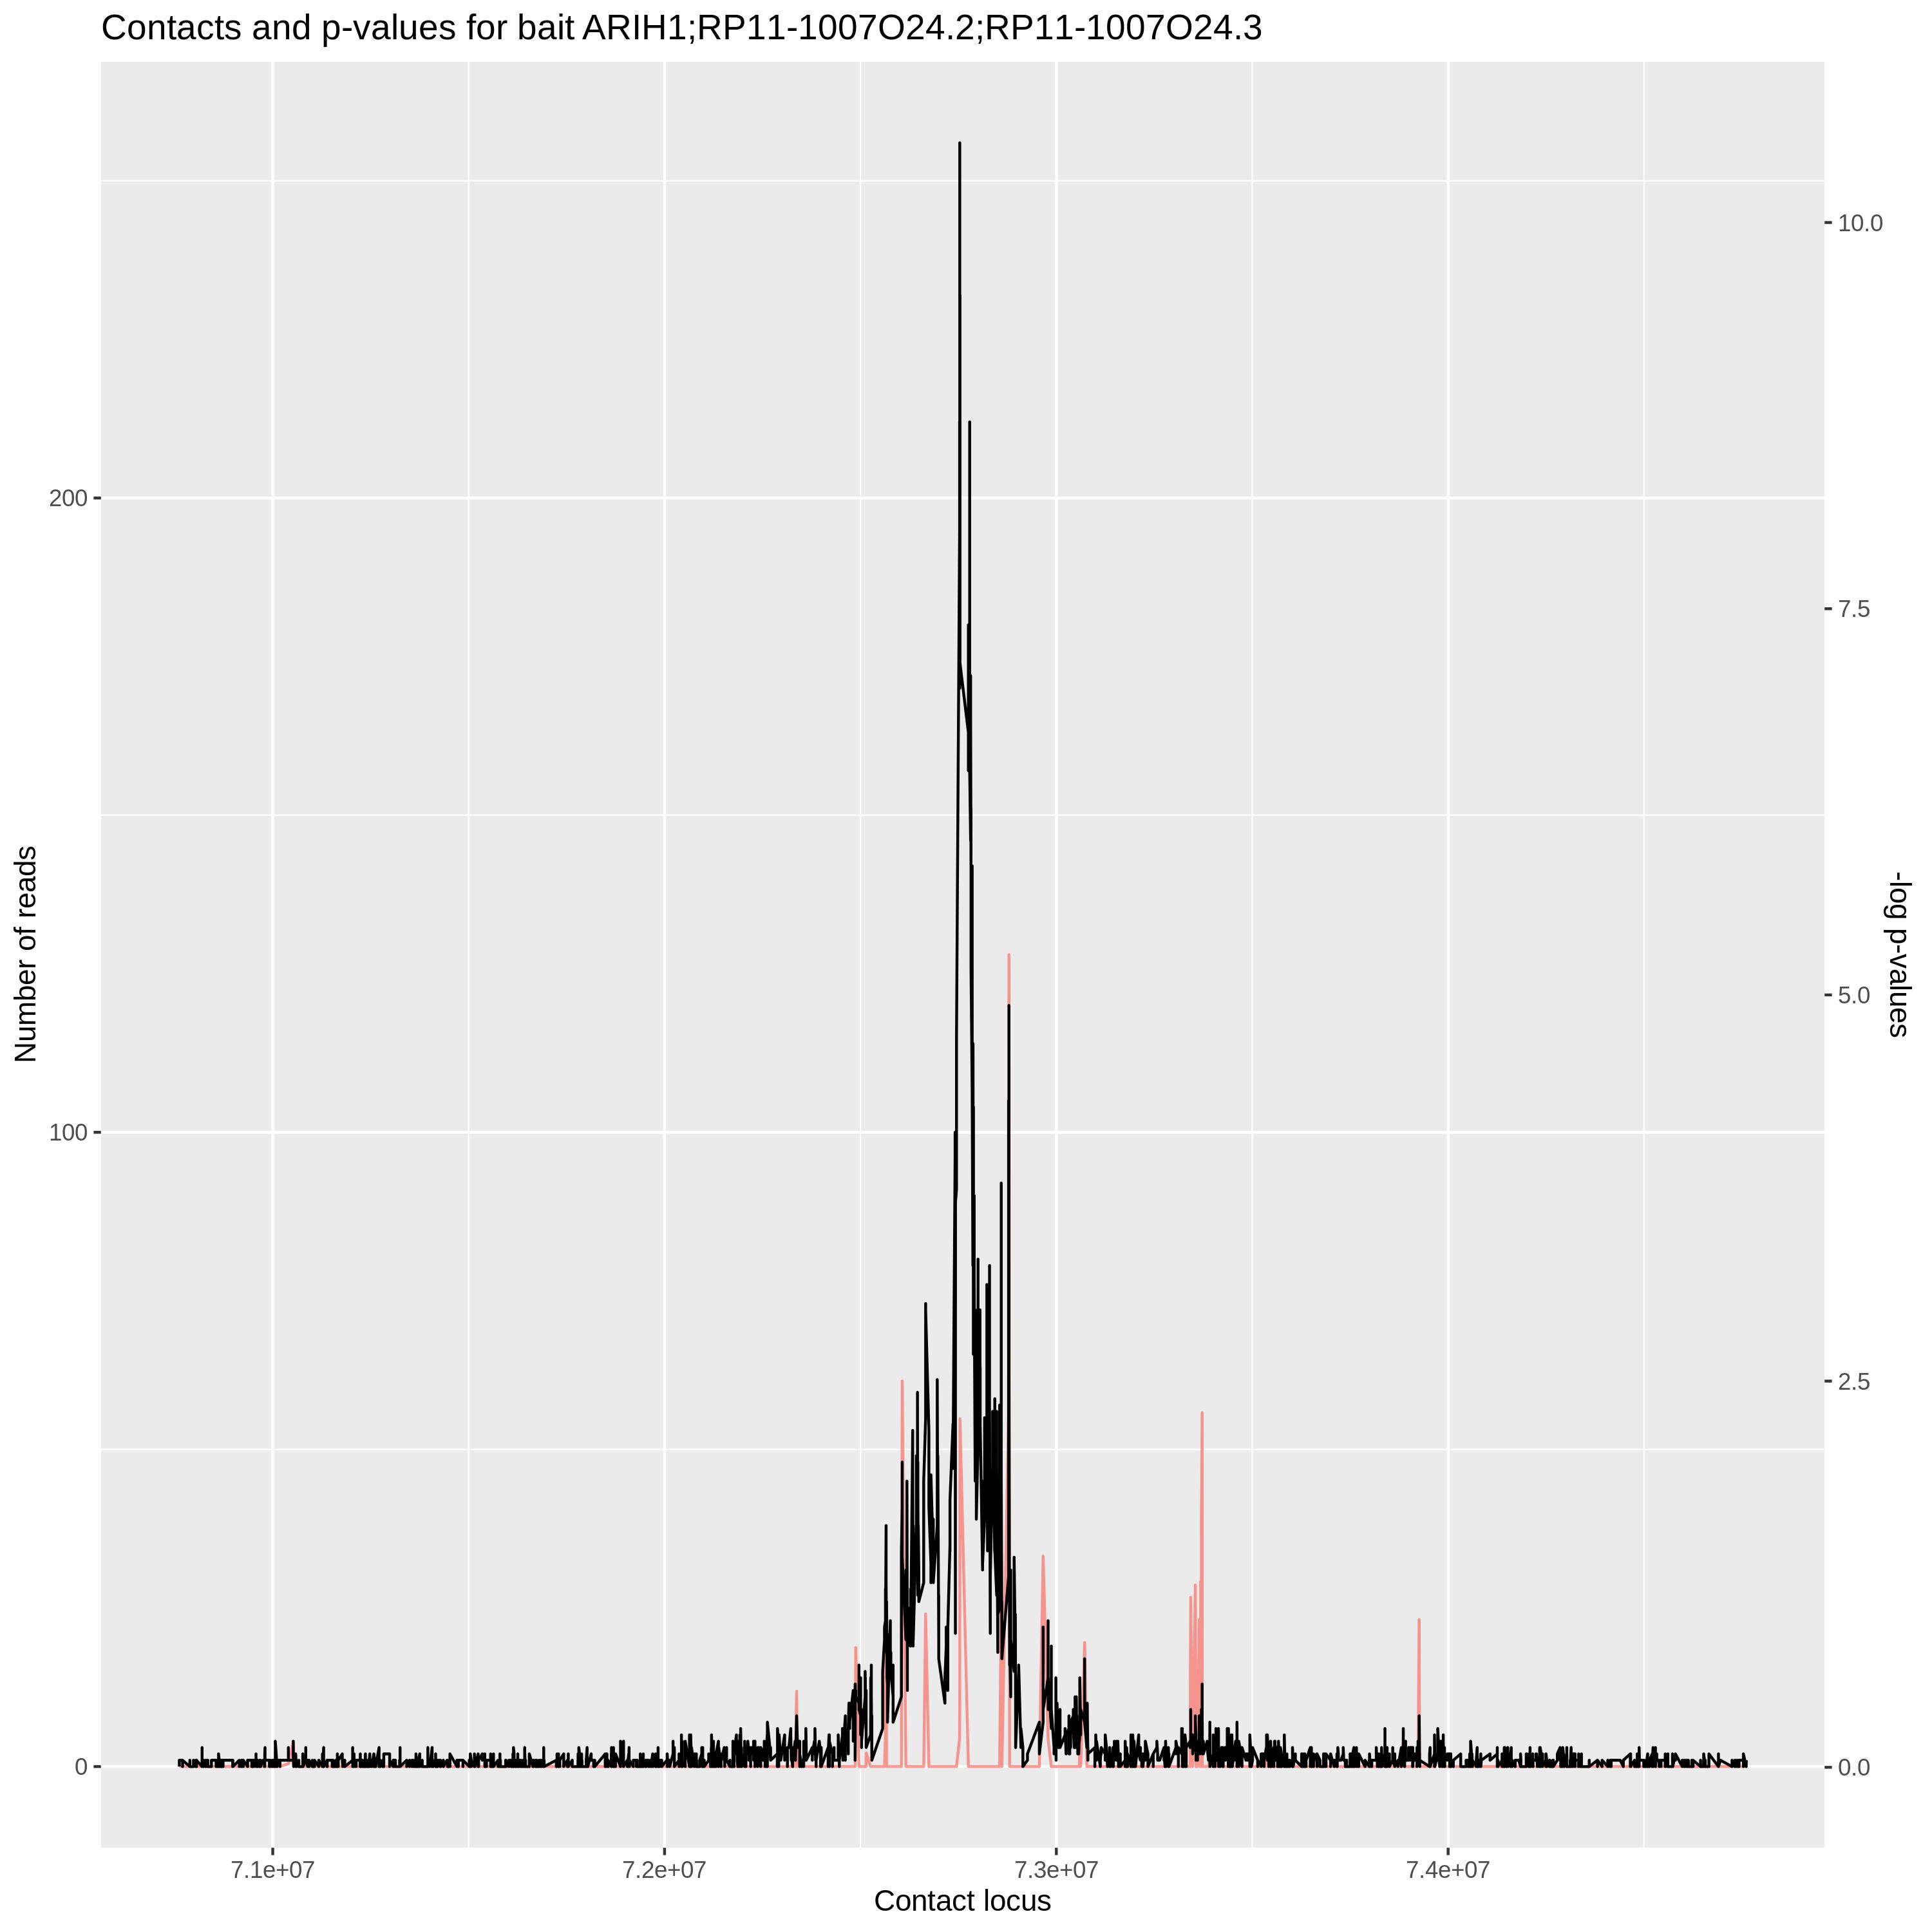 Contacts and p-values for bait ARIH1;RP11-1007O24.2;RP11-1007O24.3
Number of reads
200
100
0
10.0
7.5
5.0
2.5
0.0
-log p-values
7.1e+07
7.2e+07
7.3e+07
7.4e+07
Contact locus